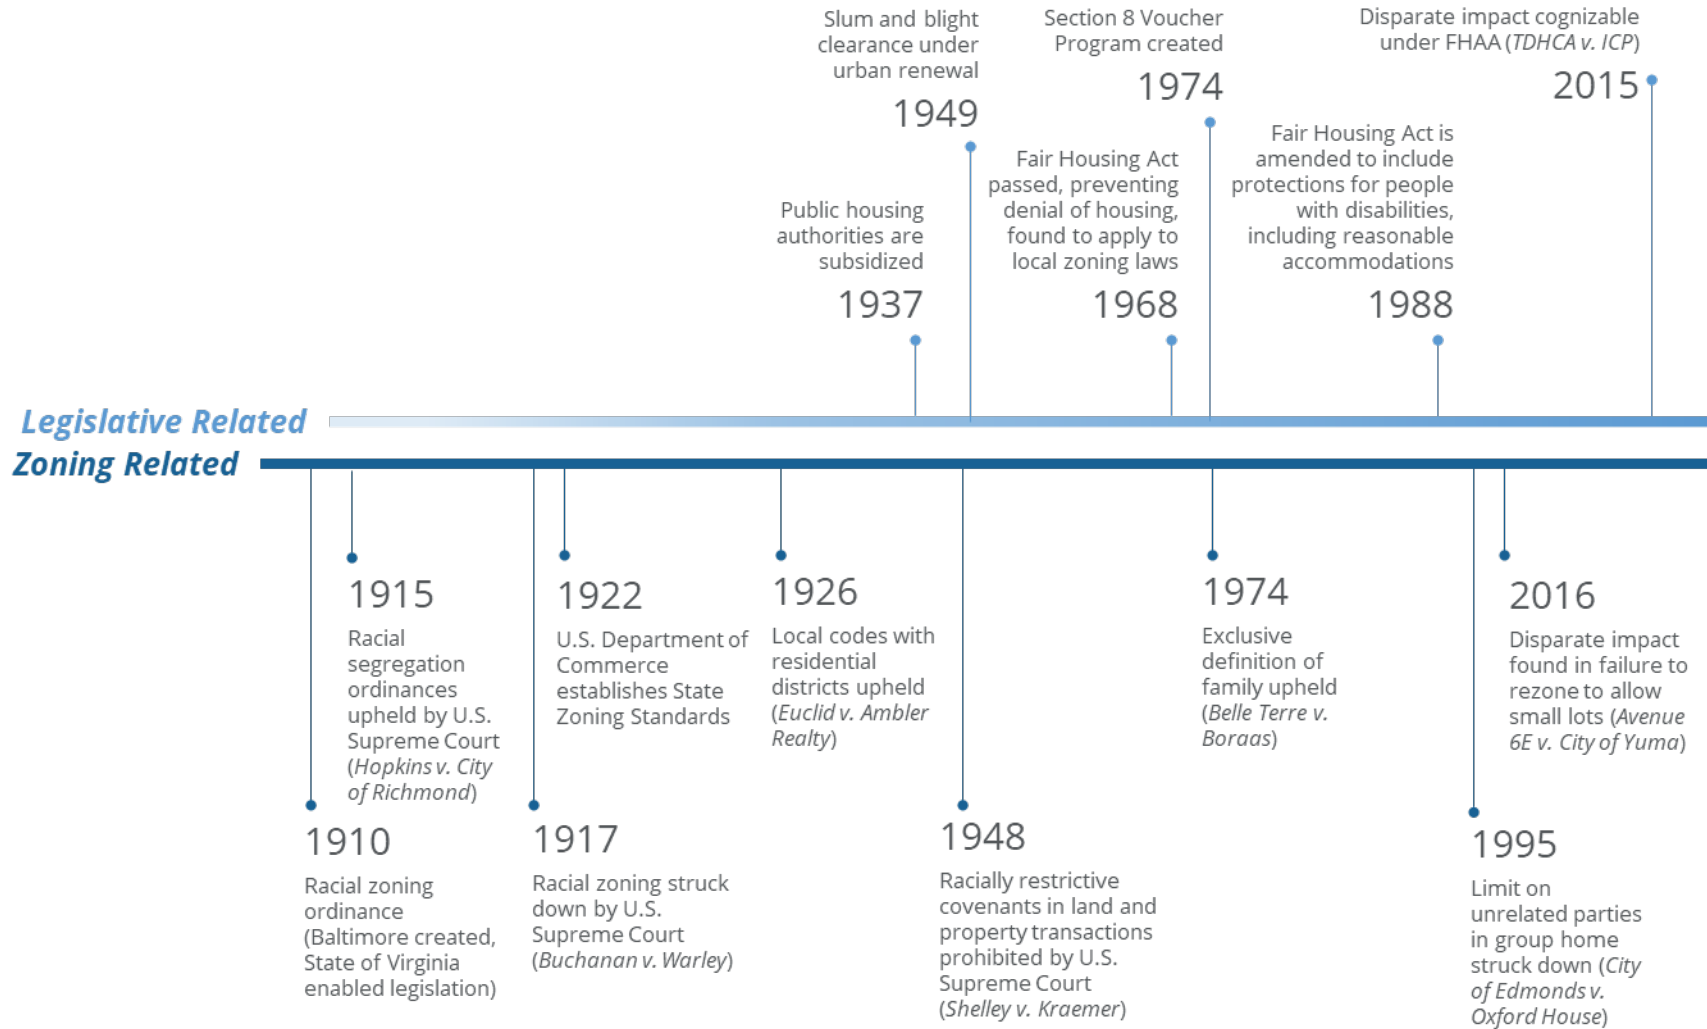 Slum and blight
clearance under
urban renewal
1949
Section 8 Voucher
Program created
1974
Disparate impact cognizable
under FHAA (TDHCA v. ICP)
2015
Public housing
authorities are
subsidized
1937
Fair Housing Act
passed, preventing
denial of housing,
found to apply to
local zoning laws
1968
Fair Housing Act is
amended to include
protections for people
with disabilities,
including reasonable
accommodations
1988
Legislative Related
Zoning Related
1915
Racial
segregation
ordinances
upheld by U.S.
Supreme Court
(Hopkins v. City
of Richmond)
1922
U.S. Department of
Commerce
establishes State
Zoning Standards
1926
Local codes with
residential
districts upheld
(Euclid v. Ambler
Realty)
1974
Exclusive
definition of
family upheld
(Belle Terre v.
Boraas)
2016
Disparate impact
found in failure to
rezone to allow
small lots (Avenue
6E v. City of Yuma)
1910
Racial zoning
ordinance
(Baltimore created,
State of Virginia
enabled legislation)
1917
Racial zoning struck
down by U.S.
Supreme Court
(Buchanan v. Warley)
1948
Racially restrictive
covenants in land and
property transactions
prohibited by U.S.
Supreme Court
(Shelley v. Kraemer)
1995
Limit on
unrelated parties
in group home
struck down (City
of Edmonds v.
Oxford House)